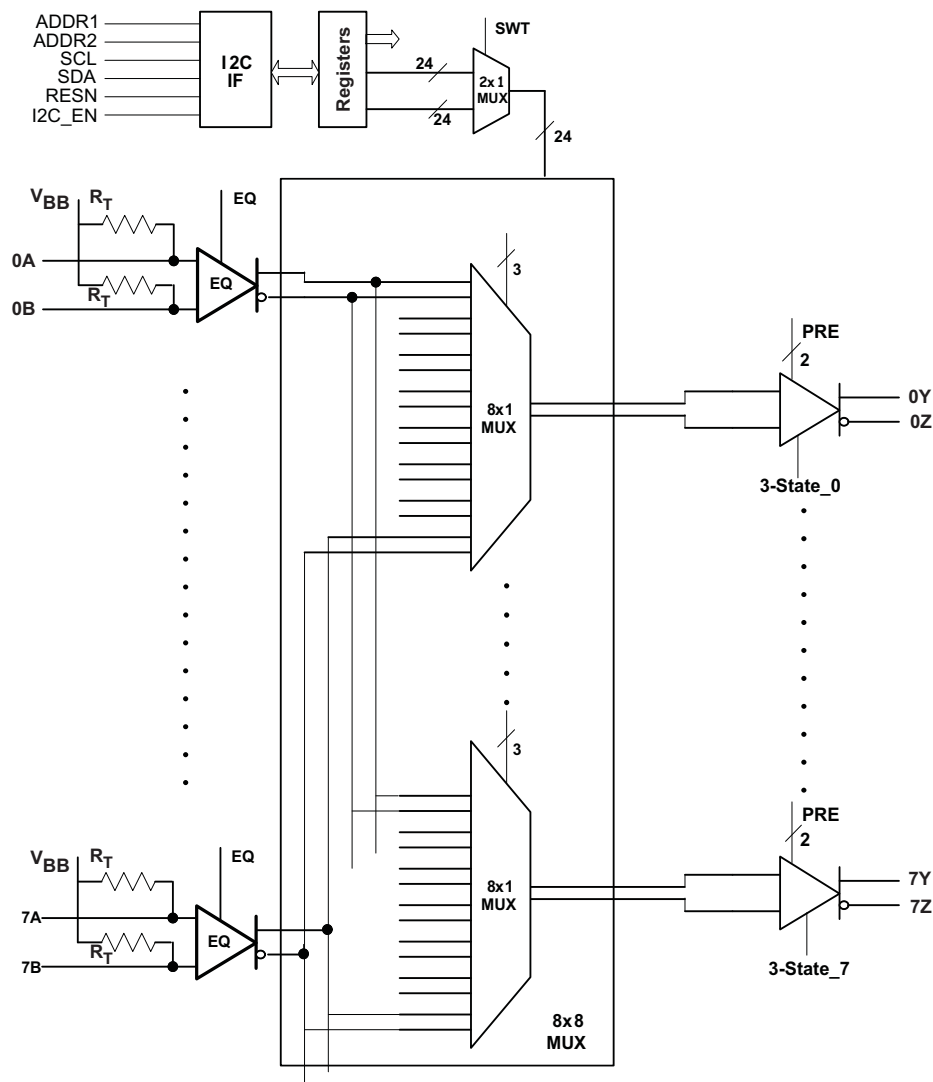 ADDR1
ADDR2
SCL
SDA
RESN
I2C_EN
I2C
IF
Registers
24
24
SWT
2x1
MUX
24
VBB
RT
EQ
0A
EQ
RT
0B
3
8x1
MUX
PRE
2
0Y
0Z
3-State_0
3
VBB
RT
EQ
7A
EQ
RT
7B
8x1
MUX
PRE
2
7Y
7Z
3-State_7
8x8
MUX